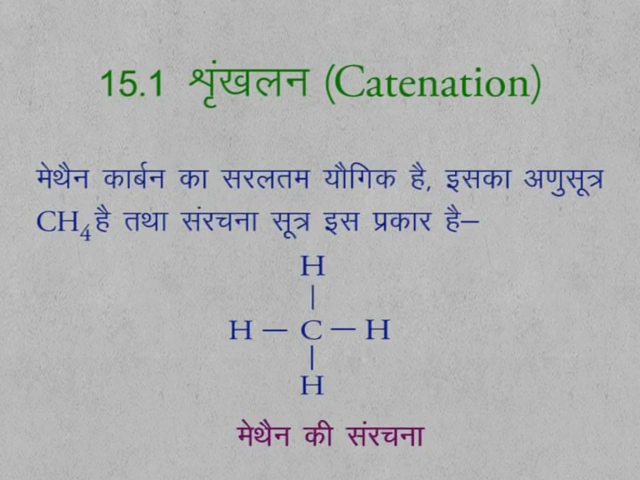 15.1 शृंखलन (Catenation)
मेथैन कार्बन का सरलतम यौगिक है, इसका अणुसूत्र
CH4 है तथा संरचना सूत्र इस प्रकार है–
H
|
H — C — H
|
H
मेथैन की संरचना